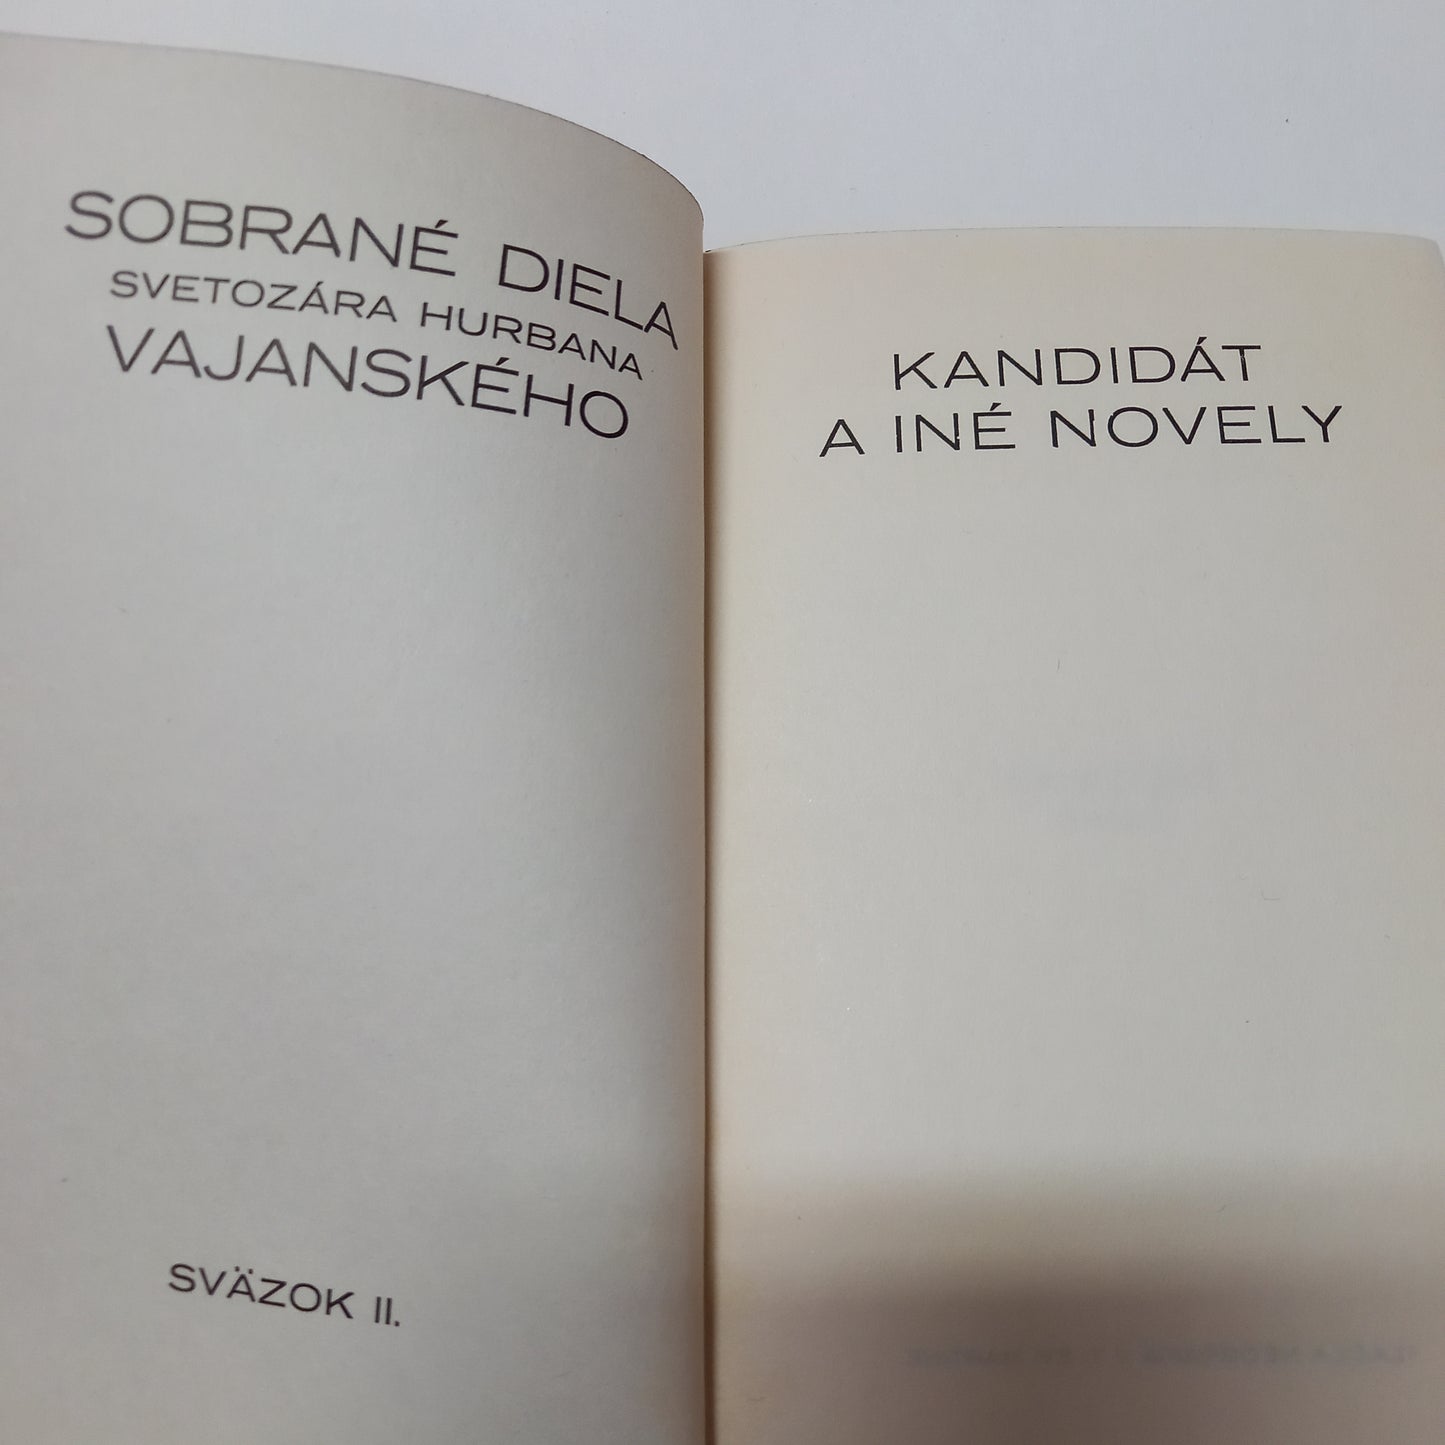 SOBRANÉ DIELA
SVETOZÁRA HURBANA
VAJANSKÉHO
SVÄZOK II.
KANDIDÁT
A INÉ NOVELY